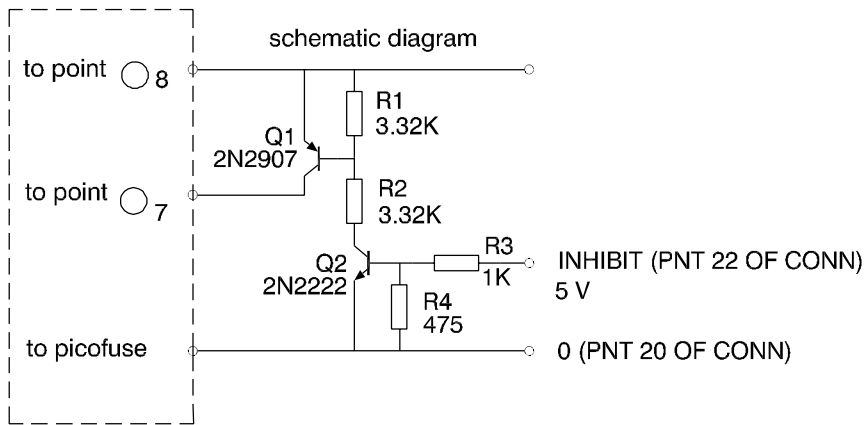 schematic diagram
to point 8
R1
3.32K
Q1
2N2907
to point 7
R2
3.32K
R3
1K
INHIBIT (PNT 22 OF CONN)
5 V
Q2
2N2222
R4
475
to picofuse
0 (PNT 20 OF CONN)